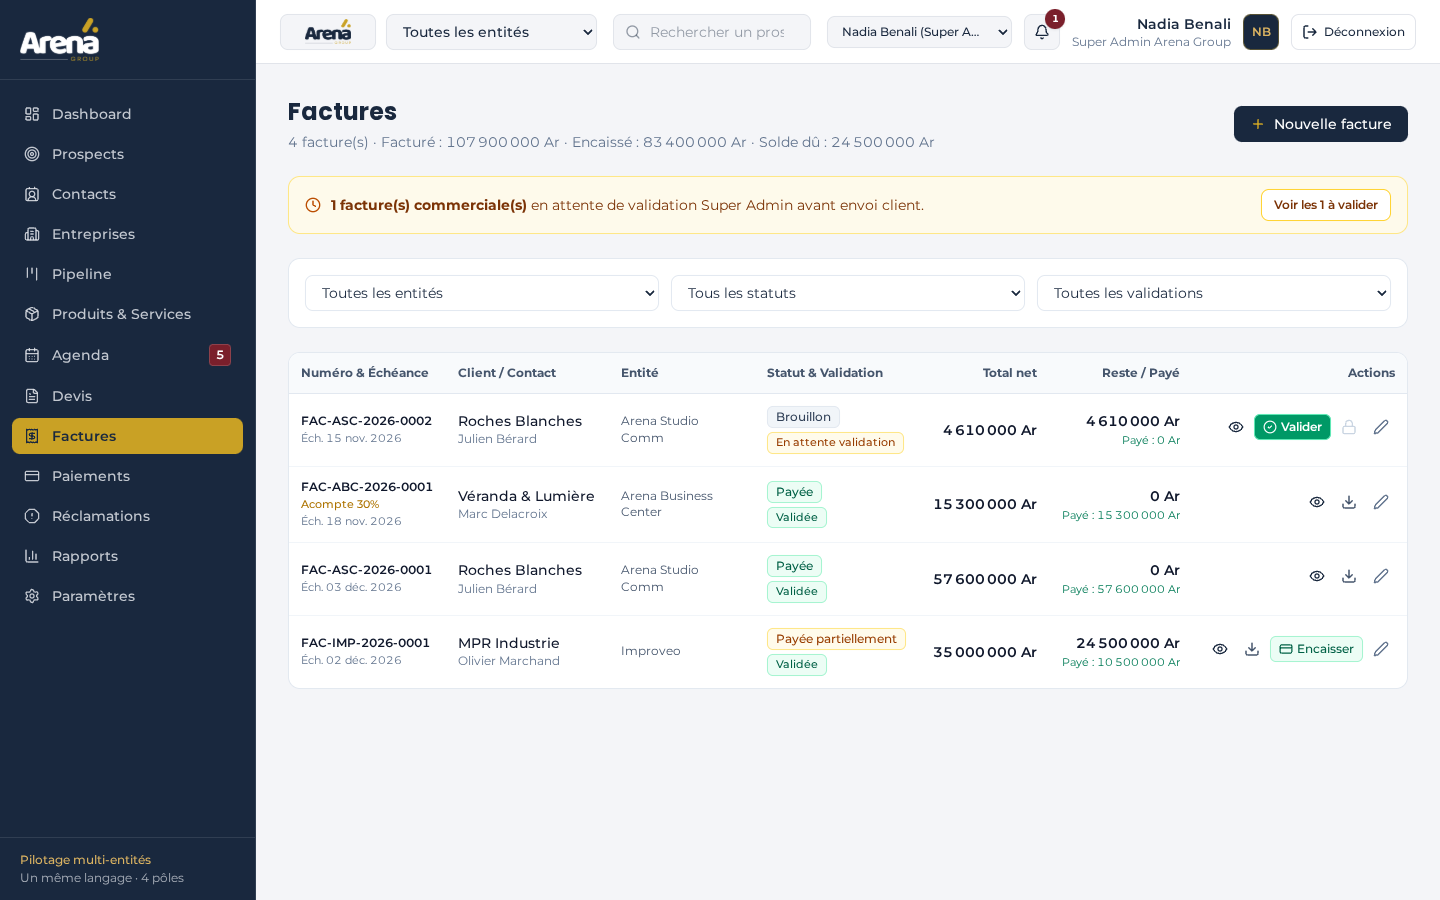 Arena
GROUP
Dashboard
Prospects
Contacts
Entreprises
Pipeline
Produits & Services
Agenda
5
Devis
Factures
Paiements
Réclamations
Rapports
Paramètres
Pilotage multi-entités
Un même langage · 4 pôles
Arena
Toutes les entités
Rechercher un pros
Nadia Benali (Super A...
1
Nadia Benali
Super Admin Arena Group
NB
Déconnexion
Factures
4 facture(s) · Facturé : 107 900 000 Ar · Encaissé : 83 400 000 Ar · Solde dû : 24 500 000 Ar
Nouvelle facture
1 facture(s) commerciale(s) en attente de validation Super Admin avant envoi client.
Voir les 1 à valider
Toutes les entités
Tous les statuts
Toutes les validations
Numéro & Échéance
Client / Contact
Entité
Statut & Validation
Total net
Reste / Payé
Actions
FAC-ASC-2026-0002
Éch. 15 nov. 2026
Roches Blanches
Julien Bérard
Arena Studio
Comm
Brouillon
En attente validation
4 610 000 Ar
4 610 000 Ar
Payé : 0 Ar
Valider
FAC-ABC-2026-0001
Acompte 30%
Éch. 18 nov. 2026
Véranda & Lumière
Marc Delacroix
Arena Business
Center
Payée
Validée
15 300 000 Ar
0 Ar
Payé : 15 300 000 Ar
FAC-ASC-2026-0001
Éch. 03 déc. 2026
Roches Blanches
Julien Bérard
Arena Studio
Comm
Payée
Validée
57 600 000 Ar
0 Ar
Payé : 57 600 000 Ar
FAC-IMP-2026-0001
Éch. 02 déc. 2026
MPR Industrie
Olivier Marchand
Improveo
Payée partiellement
Validée
35 000 000 Ar
24 500 000 Ar
Payé : 10 500 000 Ar
Encaisser